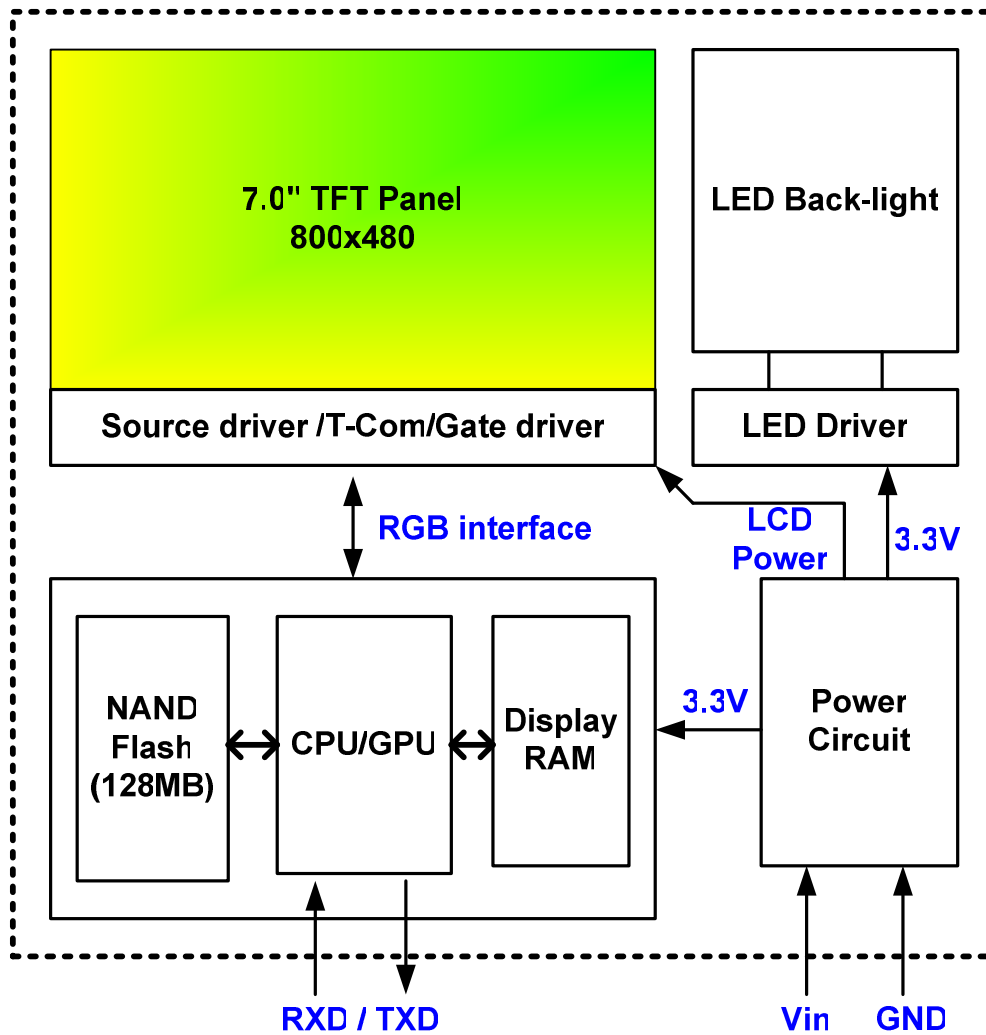 7.0" TFT Panel
800x480
LED Back-light
Source driver /T-Com/Gate driver
LED Driver
RGB interface
LCD
Power
3.3V
NAND
Flash
(128MB)
CPU/GPU
Display
RAM
3.3V
Power
Circuit
RXD / TXD
Vin
GND